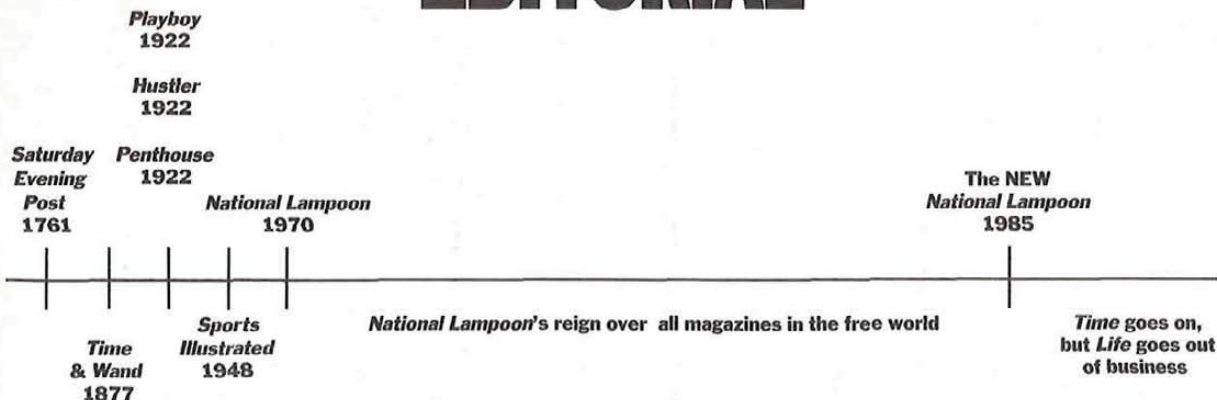 EDITORIAL
Playboy
1922
Hustler
1922
Saturday
Evening
Post
1761
Penthouse
1922
National Lampoon
1970
The NEW
National Lampoon
1985
Time
& Wand
1877
Sports
Illustrated
1948
National Lampoon's reign over all magazines in the free world
Time goes on,
but Life goes out
of business